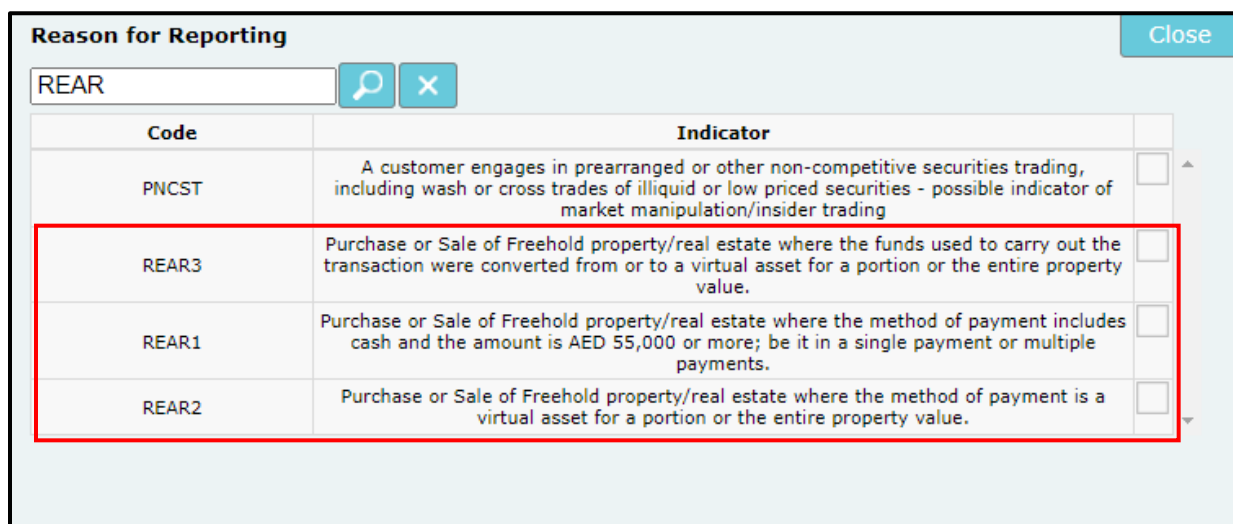 Reason for Reporting
Close
REAR
Code
Indicator
PNCST
A customer engages in prearranged or other non-competitive securities trading,
including wash or cross trades of illiquid or low priced securities - possible indicator of
market manipulation/insider trading
REAR3
Purchase or Sale of Freehold property/real estate where the funds used to carry out the
transaction were converted from or to a virtual asset for a portion or the entire property
value.
REAR1
Purchase or Sale of Freehold property/real estate where the method of payment includes
cash and the amount is AED 55,000 or more; be it in a single payment or multiple
payments.
REAR2
Purchase or Sale of Freehold property/real estate where the method of payment is a
virtual asset for a portion or the entire property value.